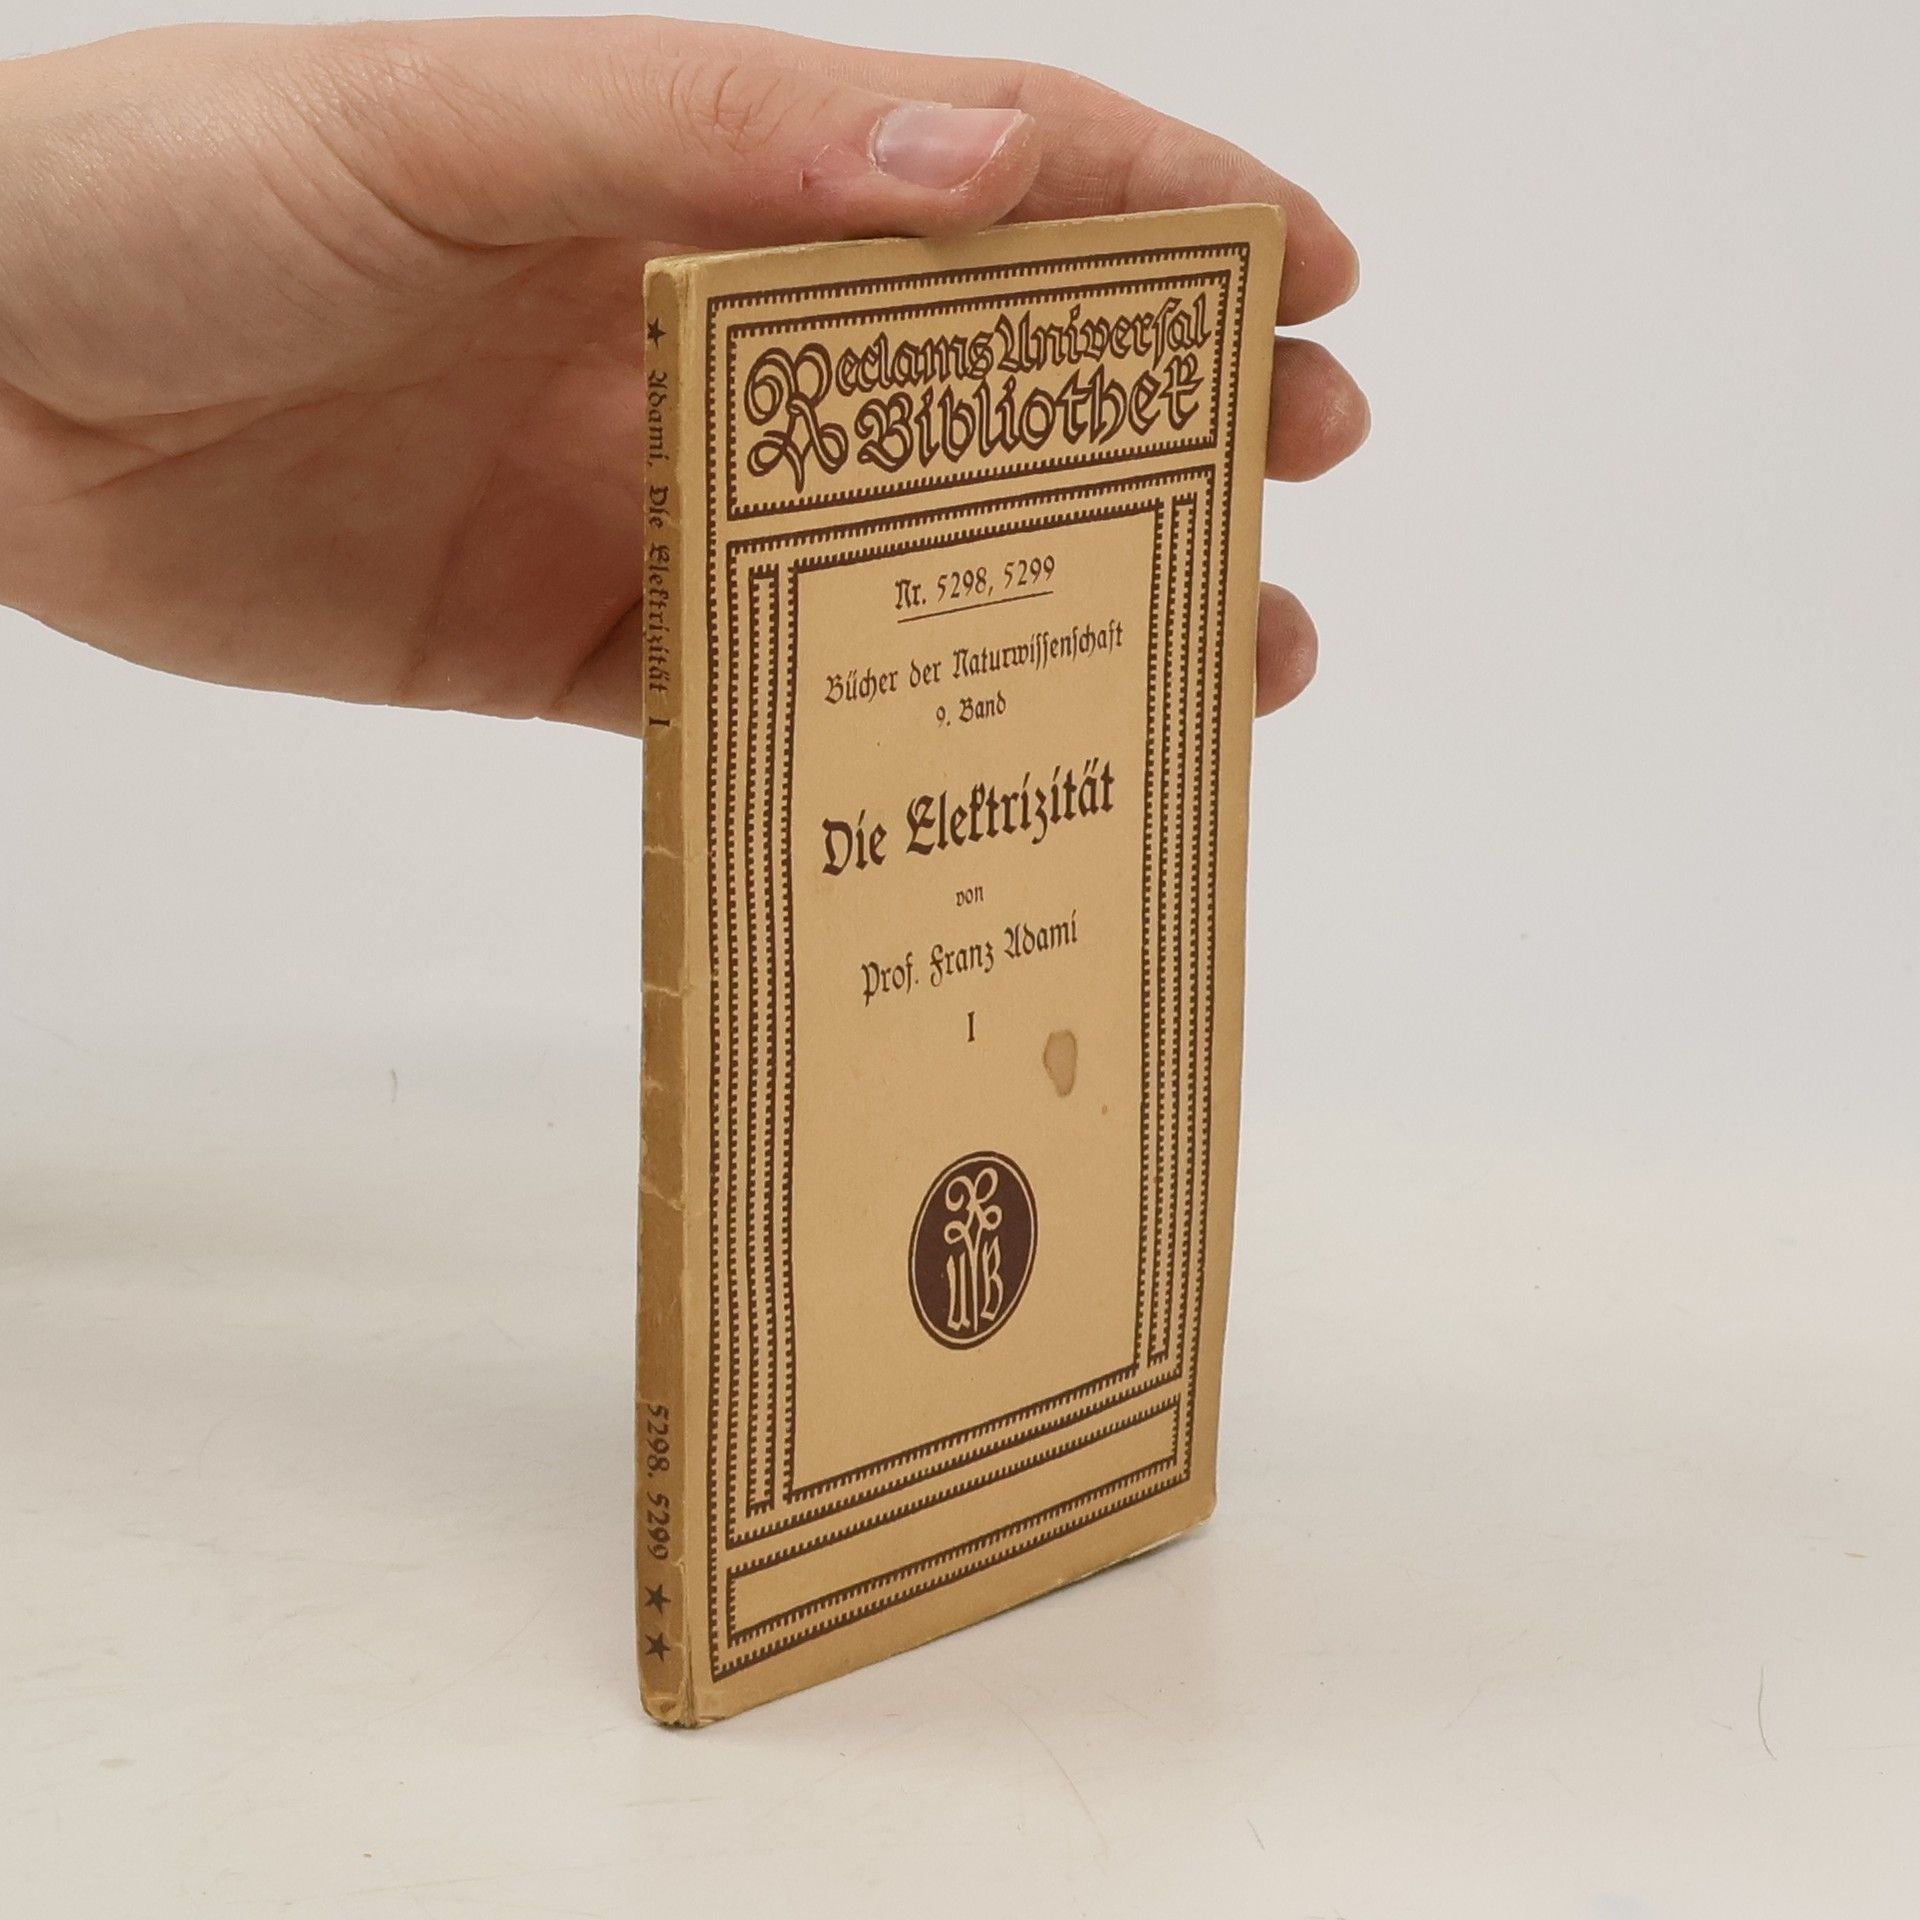 Reclams Universal
Bibliothek
Nr. 5298, 5299
Bücher der Naturwissenschaft
9. Band
Die Elektrizität
von
Prof. Franz Adami
I
R
UB
★ Adami. Die Elektrizität I
5298. 5299 ★ ★